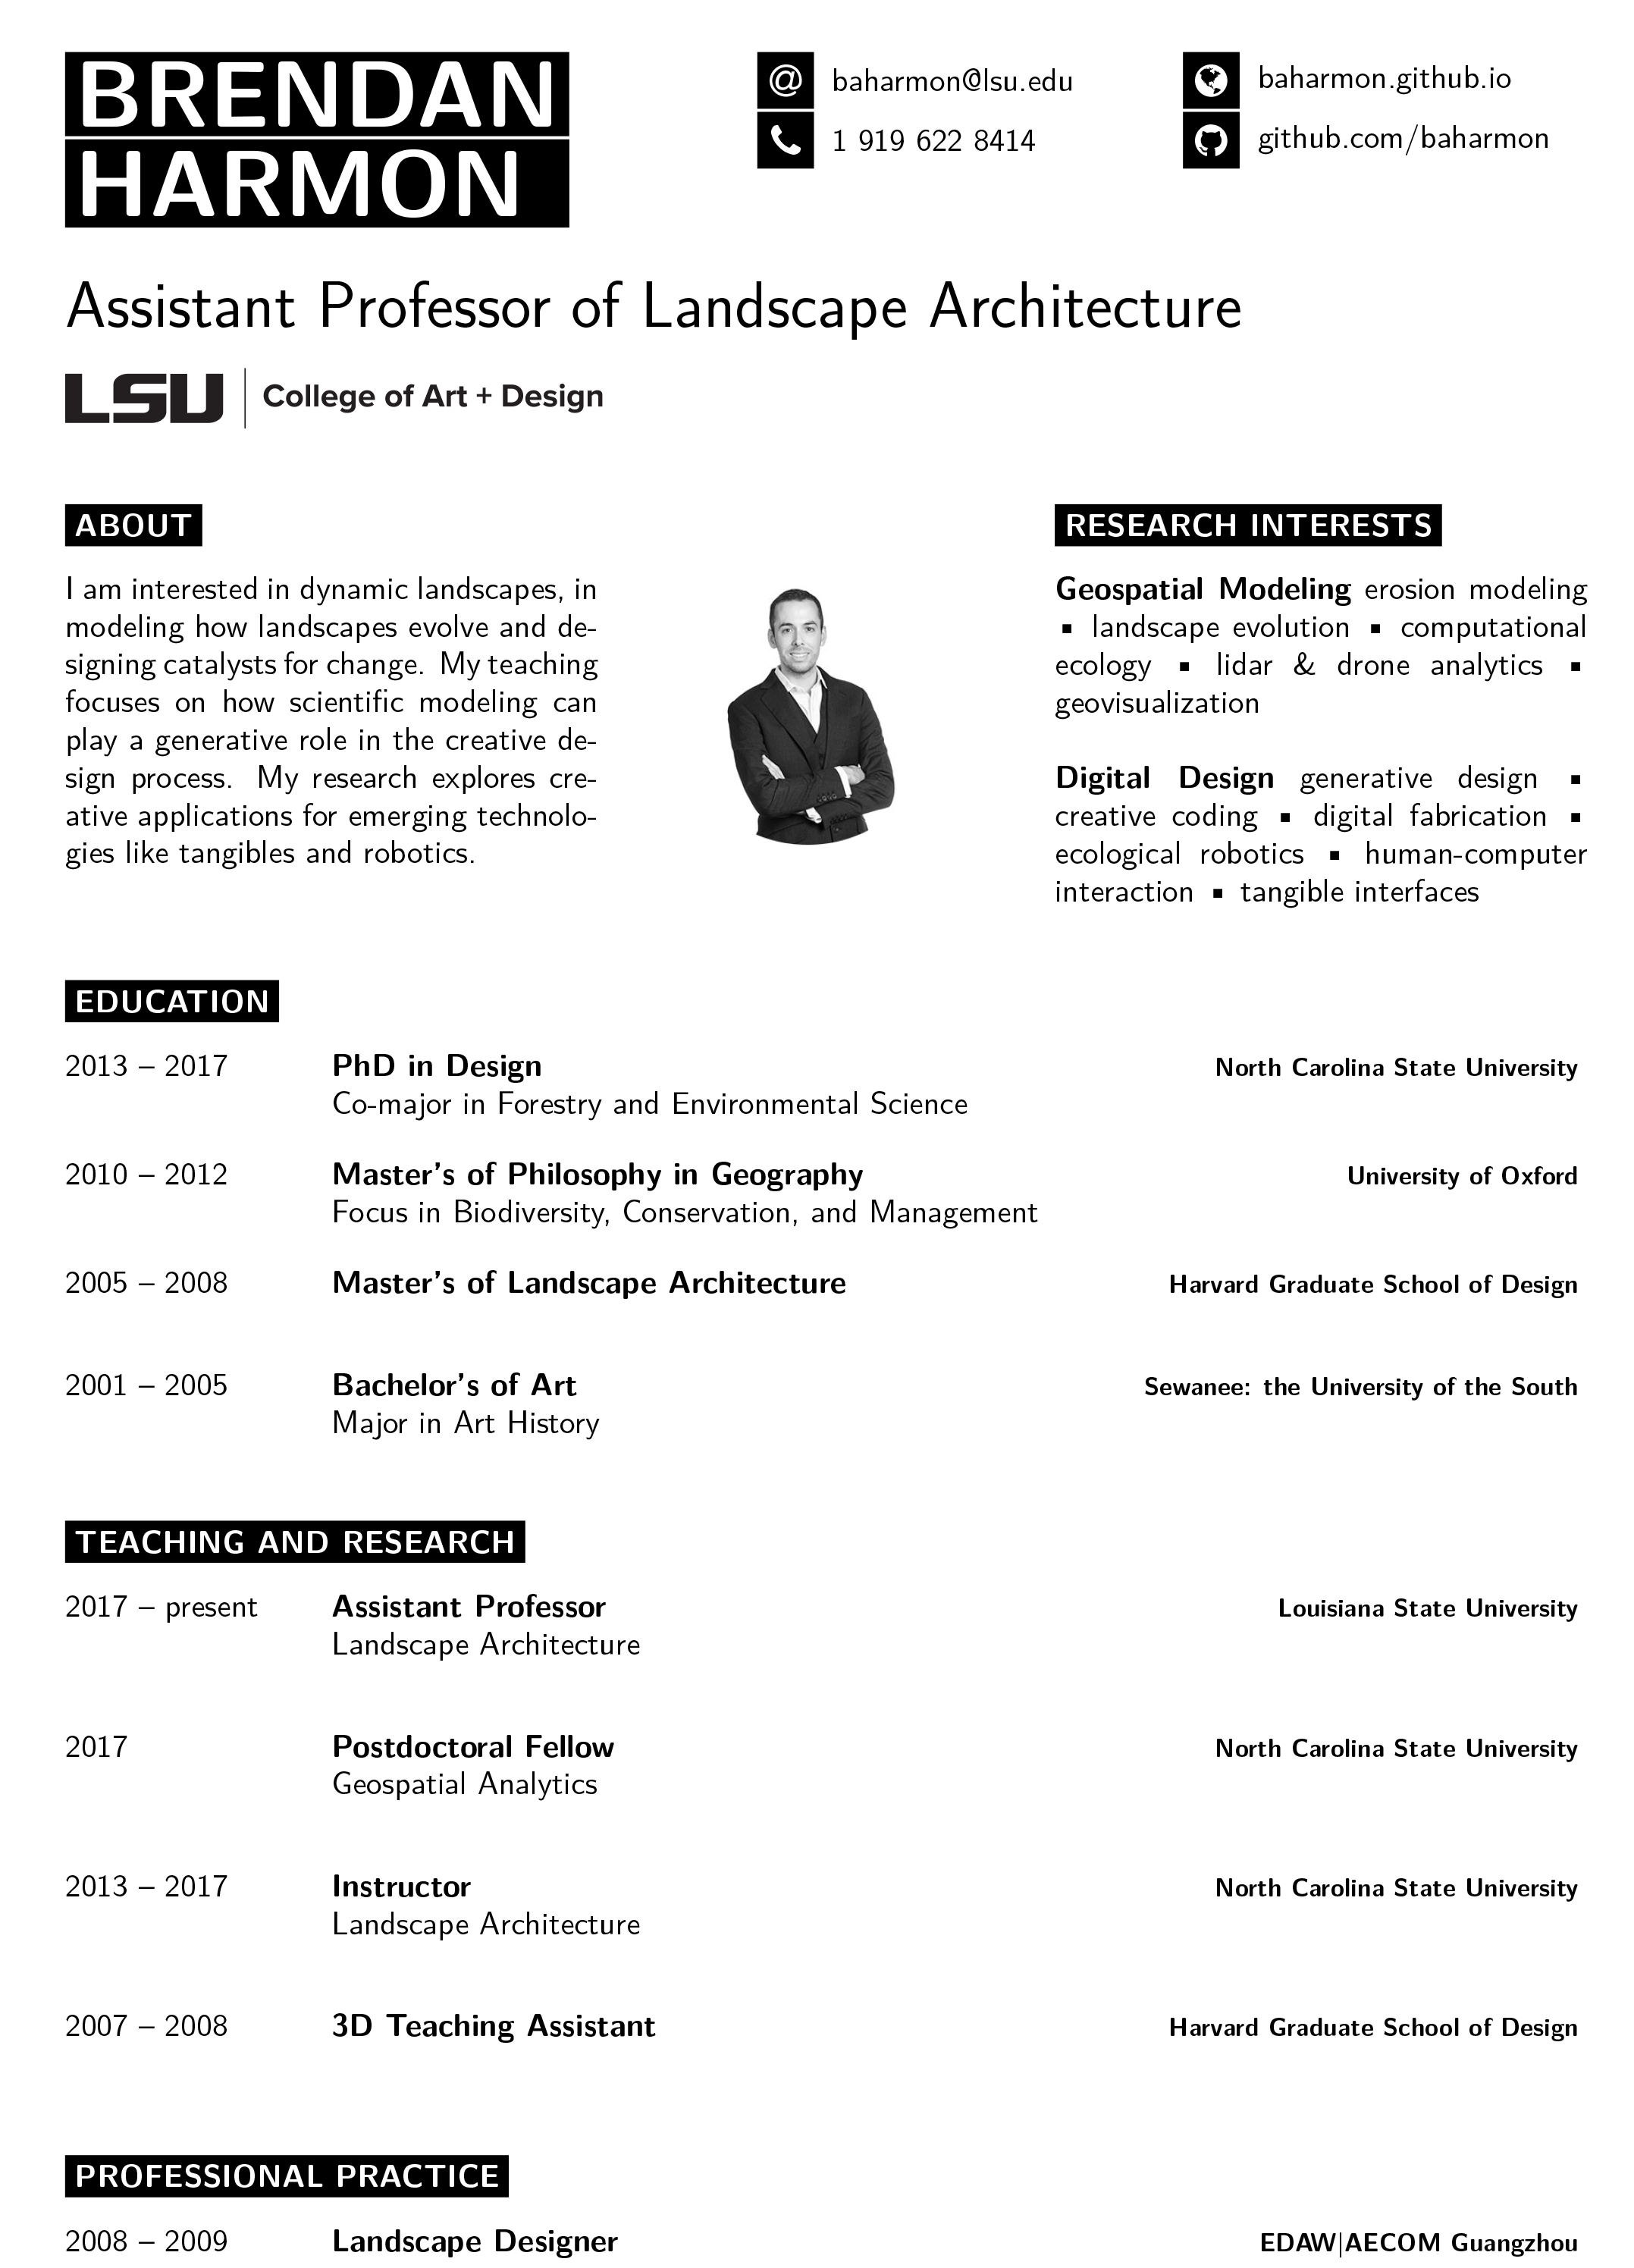 BRENDAN
HARMON
@ baharmon@lsu.edu
1 919 622 8414
baharmon.github.io
github.com/baharmon
Assistant Professor of Landscape Architecture
LSU College of Art + Design
ABOUT
I am interested in dynamic landscapes, in
modeling how landscapes evolve and de-
signing catalysts for change. My teaching
focuses on how scientific modeling can
play a generative role in the creative de-
sign process. My research explores cre-
ative applications for emerging technolo-
gies like tangibles and robotics.
RESEARCH INTERESTS
Geospatial Modeling erosion modeling
▪ landscape evolution ▪ computational
ecology ▪ lidar & drone analytics ▪
geovisualization
Digital Design generative design ▪
creative coding ▪ digital fabrication ▪
ecological robotics ▪ human-computer
interaction ▪ tangible interfaces
EDUCATION
2013 – 2017 PhD in Design North Carolina State University
Co-major in Forestry and Environmental Science
2010 – 2012 Master's of Philosophy in Geography University of Oxford
Focus in Biodiversity, Conservation, and Management
2005 – 2008 Master's of Landscape Architecture Harvard Graduate School of Design
2001 – 2005 Bachelor's of Art Sewanee: the University of the South
Major in Art History
TEACHING AND RESEARCH
2017 – present Assistant Professor Louisiana State University
Landscape Architecture
2017 Postdoctoral Fellow North Carolina State University
Geospatial Analytics
2013 – 2017 Instructor North Carolina State University
Landscape Architecture
2007 – 2008 3D Teaching Assistant Harvard Graduate School of Design
PROFESSIONAL PRACTICE
2008 – 2009 Landscape Designer EDAW|AECOM Guangzhou